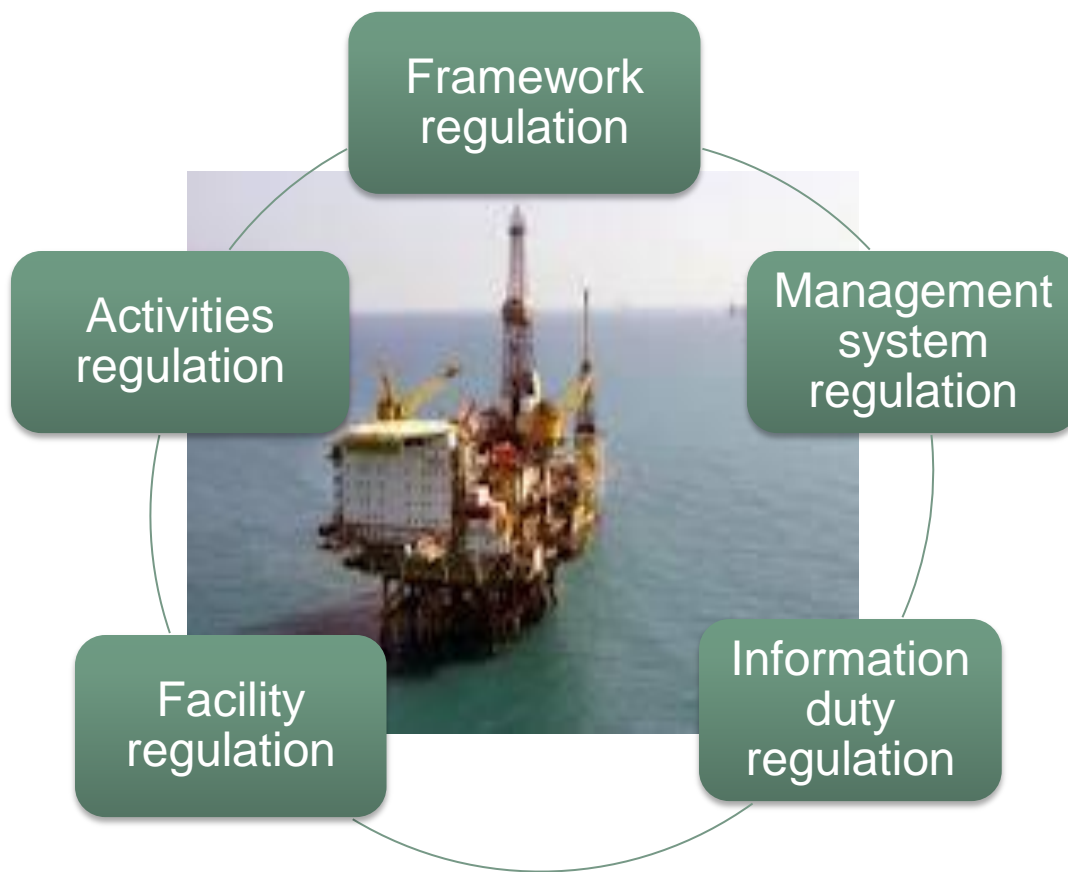 Framework
regulation
Activities
regulation
Management
system
regulation
Facility
regulation
Information
duty
regulation